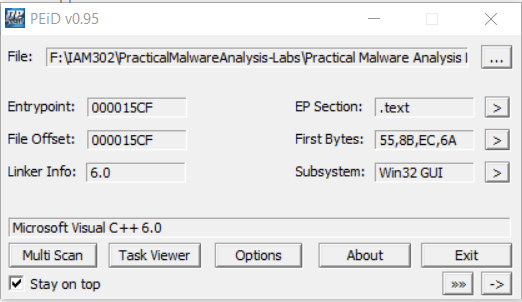 PEiD v0.95
File: F:\IAM302\PracticalMalwareAnalysis-Labs\Practical Malware Analysis l ...
Entrypoint: 000015CF EP Section: .text >
File Offset: 000015CF First Bytes: 55,8B,EC,6A >
Linker Info: 6.0 Subsystem: Win32 GUI >
Microsoft Visual C++ 6.0
Multi Scan Task Viewer Options About Exit
Stay on top »» ->